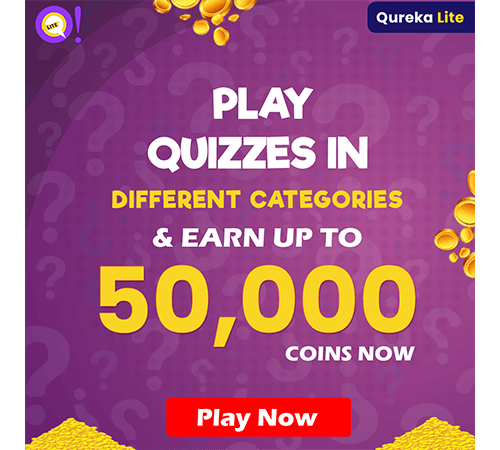 LITE
Qureka Lite
PLAY
QUIZZES IN
DIFFERENT CATEGORIES
& EARN UP TO
50,000
COINS NOW
Play Now